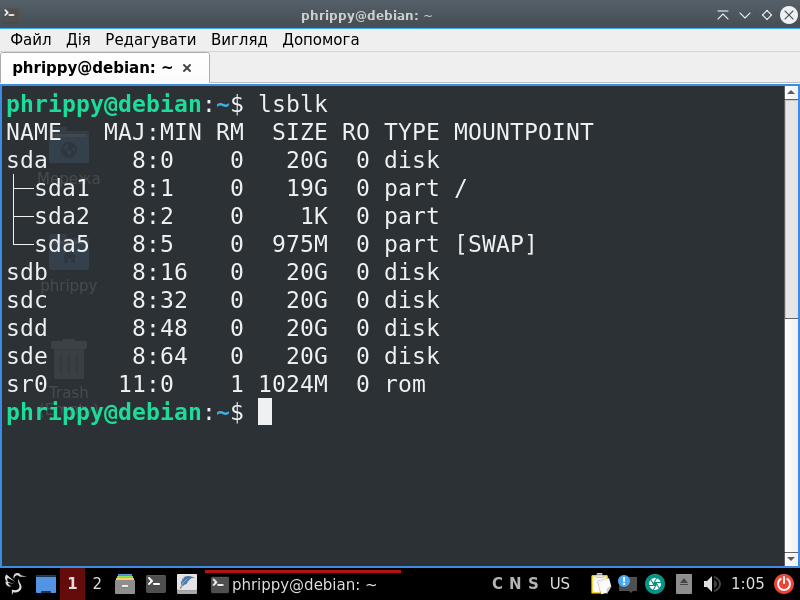 phrippy@debian: ~
Файл Дія Редагувати Вигляд Допомога
phrippy@debian: ~ ×
phrippy@debian:~$ lsblk
NAME   MAJ:MIN RM   SIZE RO TYPE MOUNTPOINT
sda      8:0    0    20G  0 disk
├─sda1   8:1    0    19G  0 part /
├─sda2   8:2    0     1K  0 part
└─sda5   8:5    0   975M  0 part [SWAP]
sdb      8:16   0    20G  0 disk
sdc      8:32   0    20G  0 disk
sdd      8:48   0    20G  0 disk
sde      8:64   0    20G  0 disk
sr0     11:0    1  1024M  0 rom
phrippy@debian:~$
Мережа
phrippy
Trash
1 2 phrippy@debian: ~ C N S US 1:05